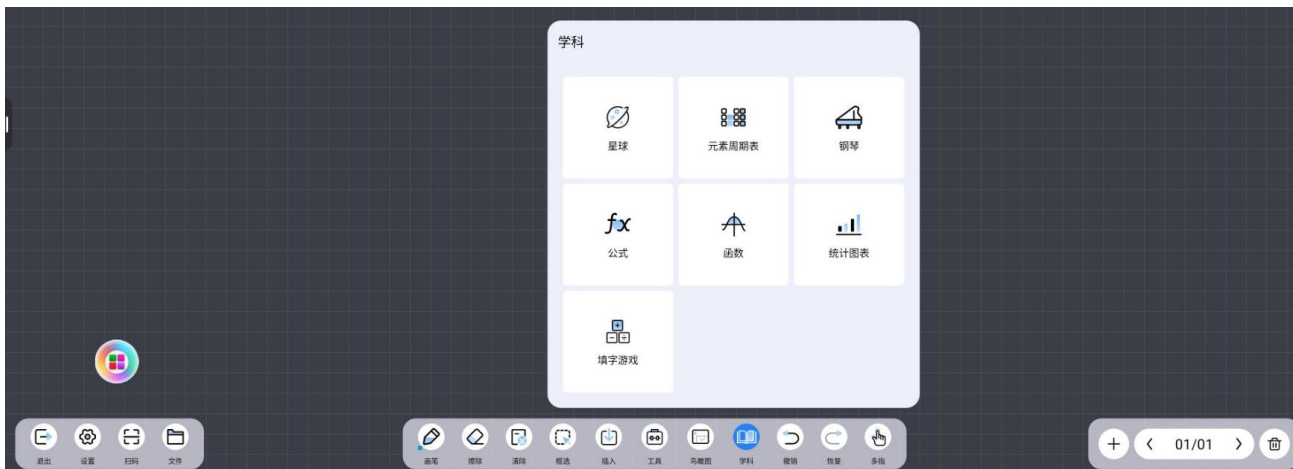 学科
星球
元素周期表
钢琴
公式
函数
统计图表
填字游戏
退出 设置 扫码 文件
画笔 擦除 清除 框选 插入 工具 鸟瞰图 学科 撤销 恢复 多指
01/01